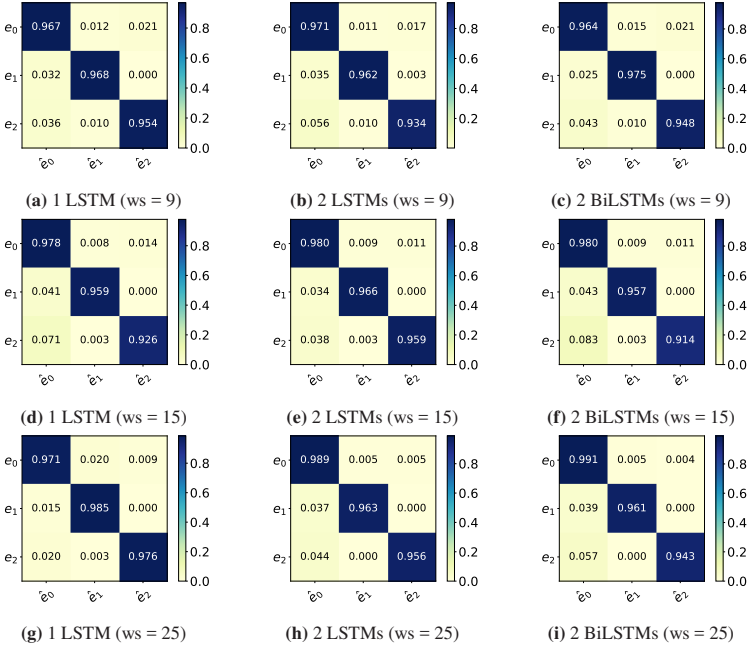 e0 0.967 0.012 0.021
e1 0.032 0.968 0.000
e2 0.036 0.010 0.954
ê0 ê1 ê2
0.8
0.6
0.4
0.2
0.0
(a) 1 LSTM (ws = 9)
e0 0.971 0.011 0.017
e1 0.035 0.962 0.003
e2 0.056 0.010 0.934
ê0 ê1 ê2
0.8
0.6
0.4
0.2
(b) 2 LSTMs (ws = 9)
e0 0.964 0.015 0.021
e1 0.025 0.975 0.000
e2 0.043 0.010 0.948
ê0 ê1 ê2
0.8
0.6
0.4
0.2
0.0
(c) 2 BiLSTMs (ws = 9)
e0 0.978 0.008 0.014
e1 0.041 0.959 0.000
e2 0.071 0.003 0.926
ê0 ê1 ê2
0.8
0.6
0.4
0.2
0.0
(d) 1 LSTM (ws = 15)
e0 0.980 0.009 0.011
e1 0.034 0.966 0.000
e2 0.038 0.003 0.959
ê0 ê1 ê2
0.8
0.6
0.4
0.2
0.0
(e) 2 LSTMs (ws = 15)
e0 0.980 0.009 0.011
e1 0.043 0.957 0.000
e2 0.083 0.003 0.914
ê0 ê1 ê2
0.8
0.6
0.4
0.2
0.0
(f) 2 BiLSTMs (ws = 15)
e0 0.971 0.020 0.009
e1 0.015 0.985 0.000
e2 0.020 0.003 0.976
ê0 ê1 ê2
0.8
0.6
0.4
0.2
0.0
(g) 1 LSTM (ws = 25)
e0 0.989 0.005 0.005
e1 0.037 0.963 0.000
e2 0.044 0.000 0.956
ê0 ê1 ê2
0.8
0.6
0.4
0.2
0.0
(h) 2 LSTMs (ws = 25)
e0 0.991 0.005 0.004
e1 0.039 0.961 0.000
e2 0.057 0.000 0.943
ê0 ê1 ê2
0.8
0.6
0.4
0.2
0.0
(i) 2 BiLSTMs (ws = 25)